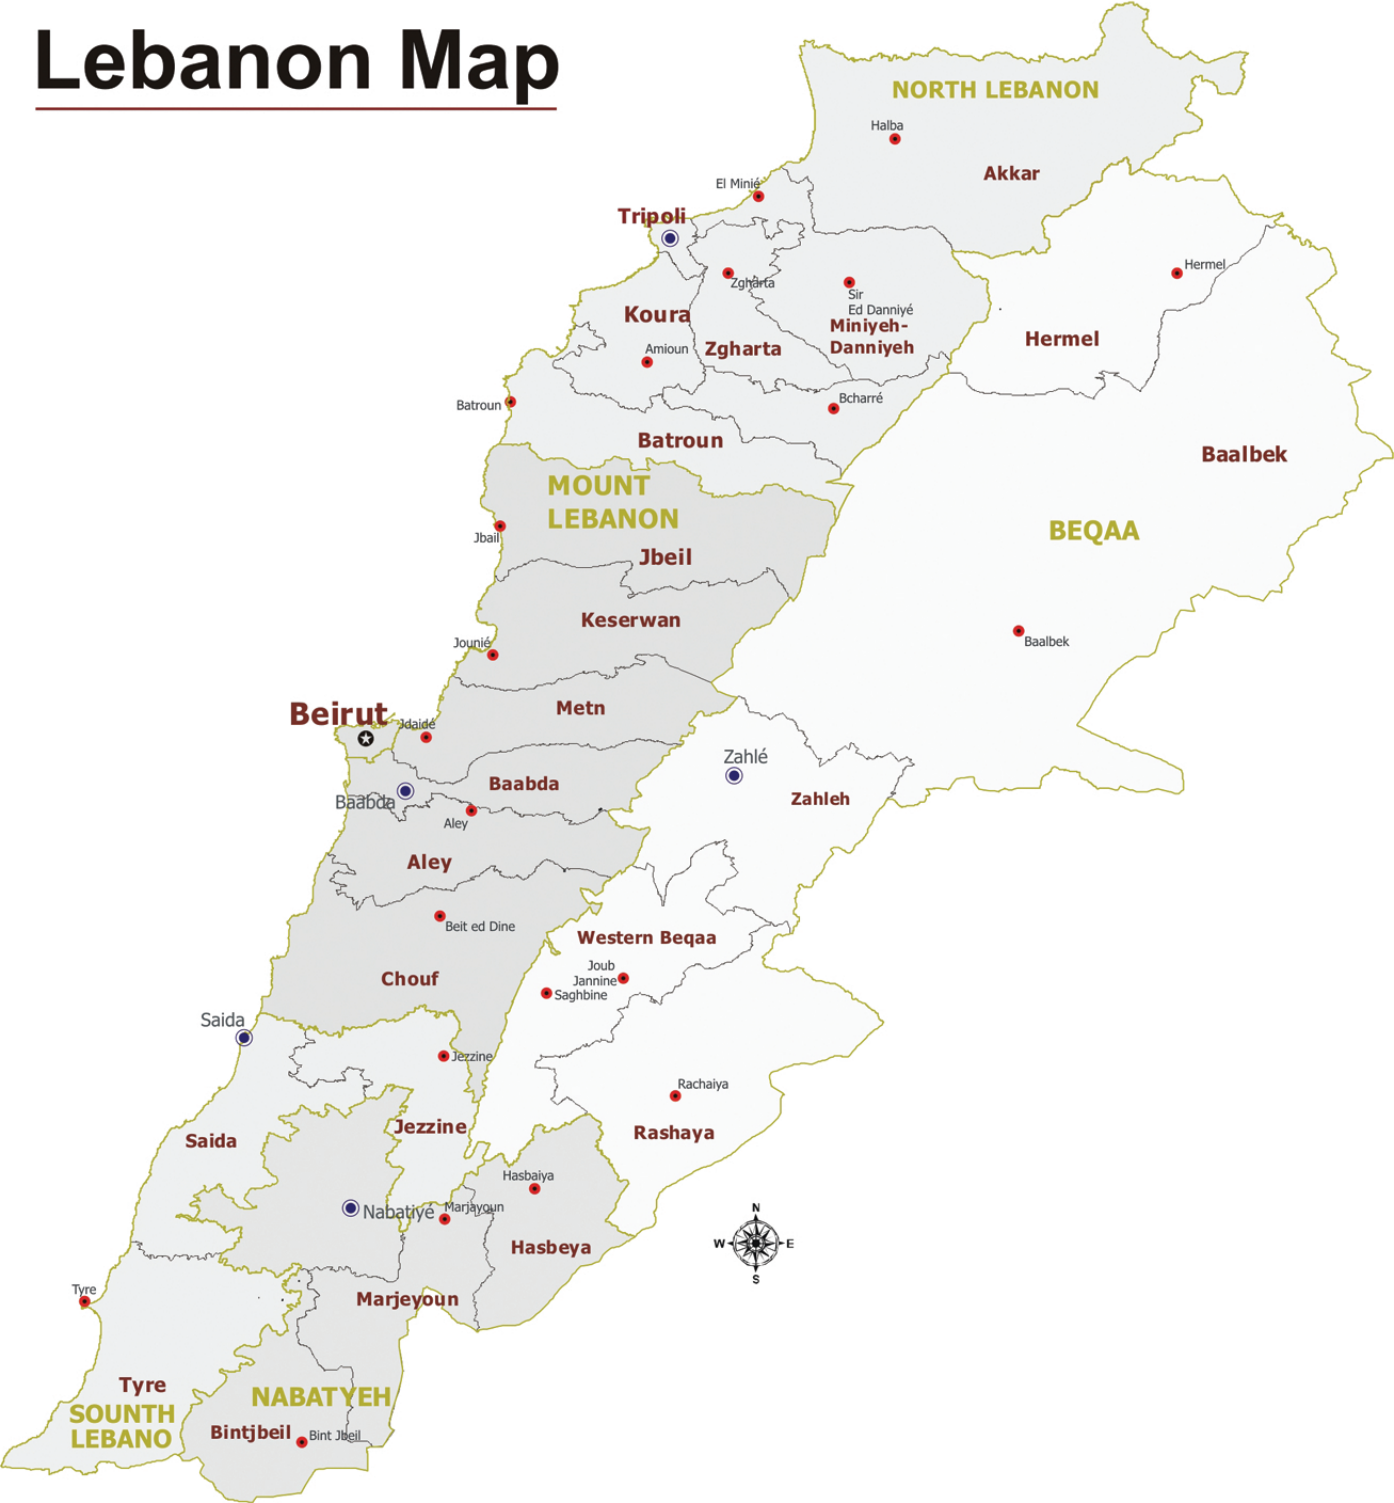 Lebanon Map
NORTH LEBANON
Halba
Akkar
El Minié
Tripoli
Hermel
Zgharta
Sir
Ed Danniyé
Koura
Miniyeh-
Danniyeh
Hermel
Zgharta
Amioun
Bcharré
Batroun
Batroun
Baalbek
MOUNT
LEBANON
BEQAA
Jbail
Jbeil
Keserwan
Baalbek
Jounié
Metn
Beirut
Jdaidé
Zahlé
Baabda
Zahleh
Baabda
Aley
Aley
Beit ed Dine
Western Beqaa
Joub
Jannine
Chouf
Saghbine
Saida
Jezzine
Rachaiya
Jezzine
Rashaya
Saida
Hasbaiya
Marjayoun
Nabatiyé
N
W
E
S
Hasbeya
Tyre
Marjeyoun
Tyre
NABATYEH
SOUNTH
LEBANO
Bintjbeil
Bint Jbeil